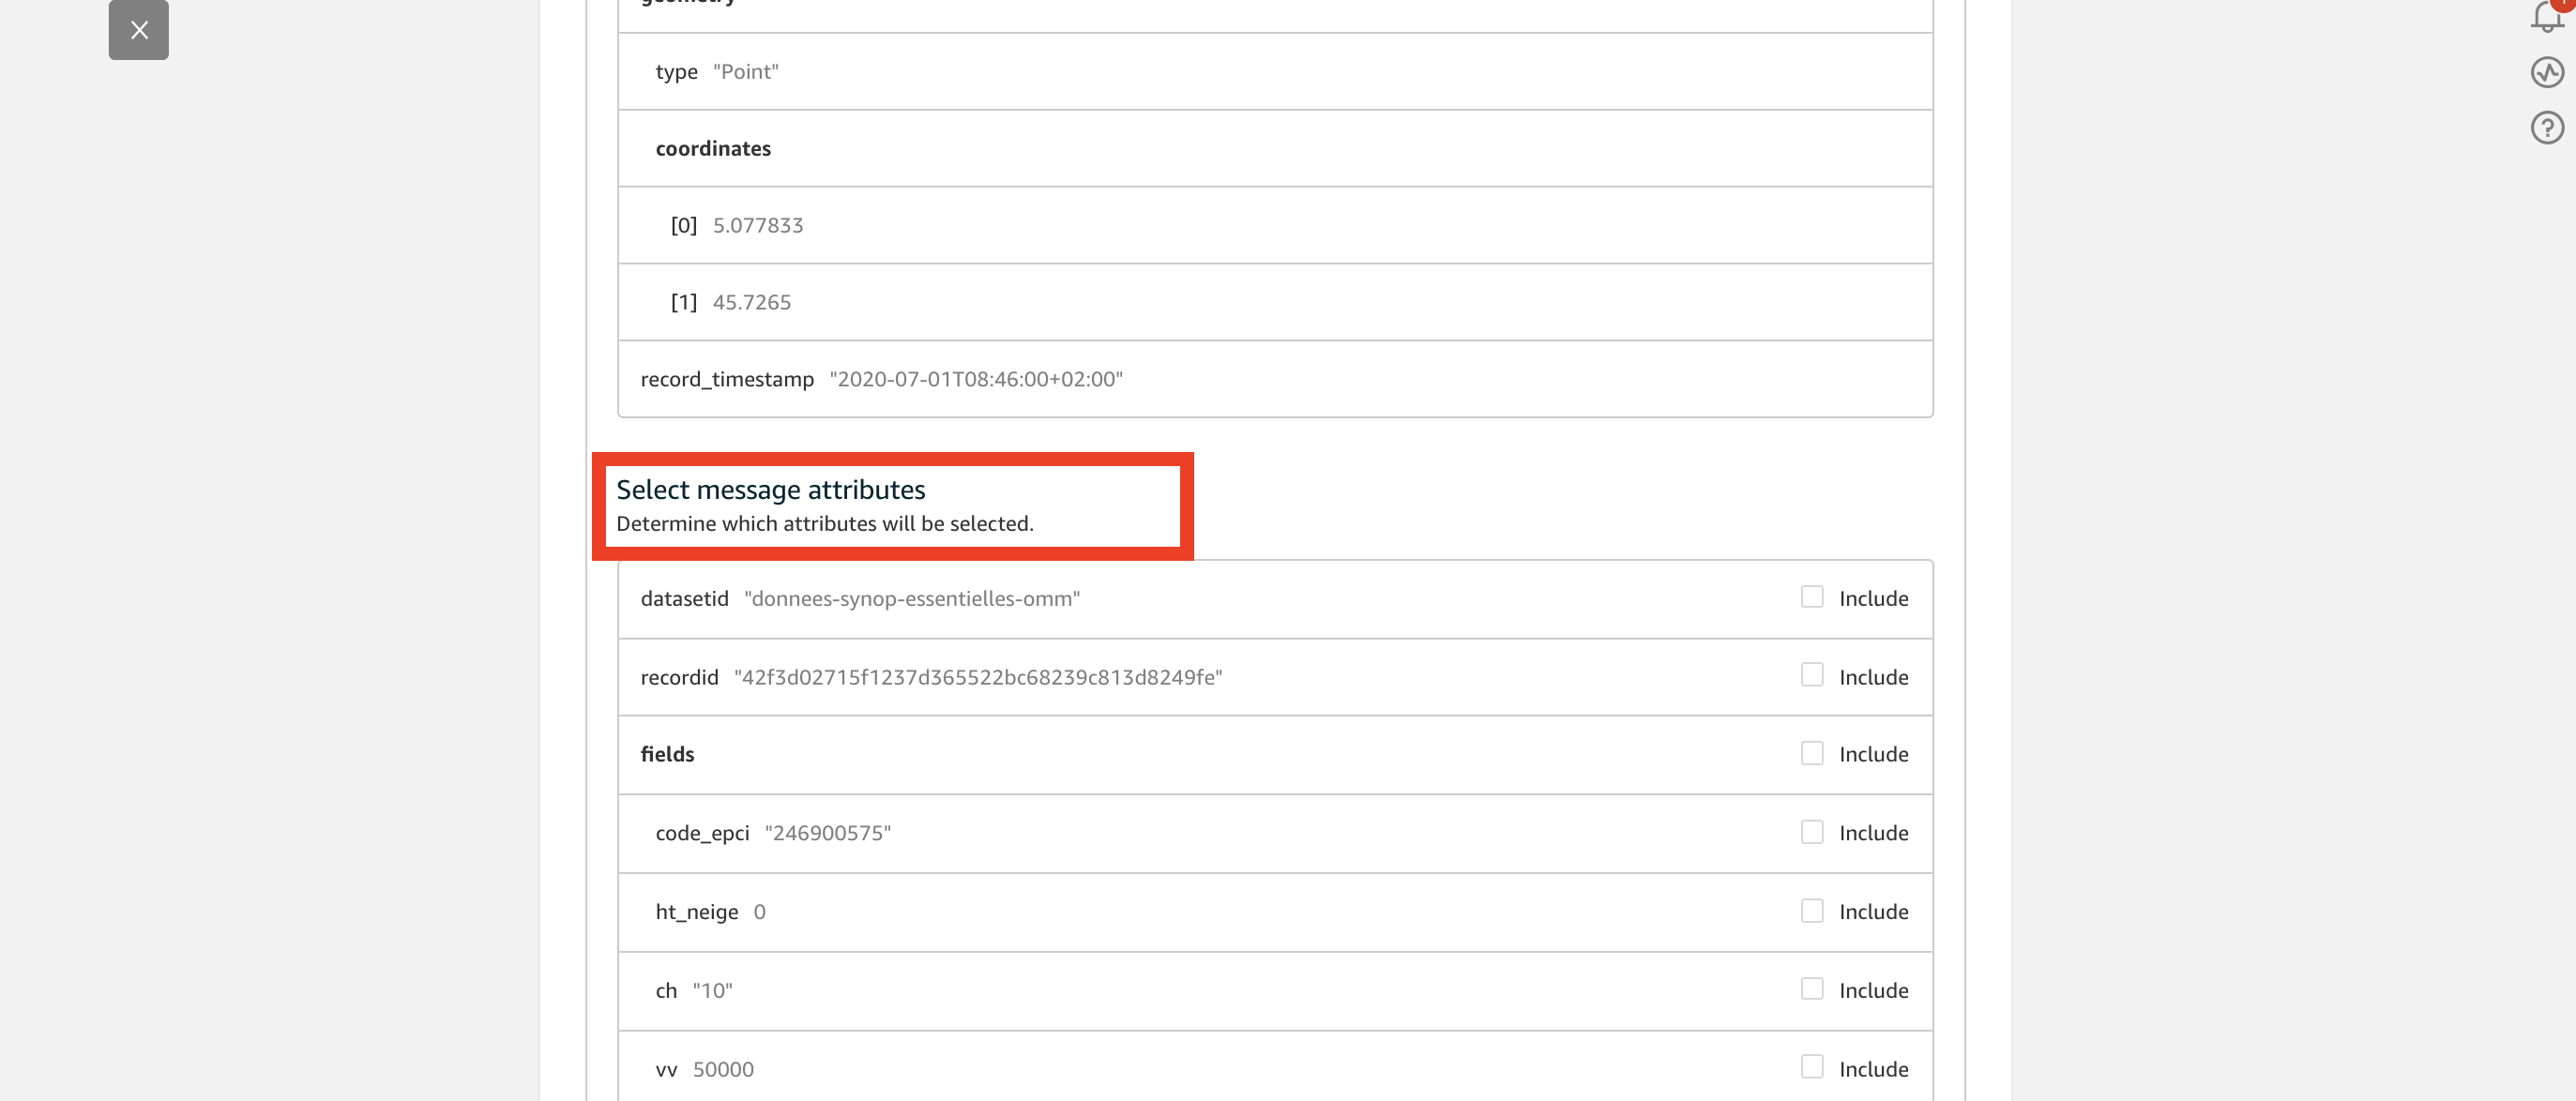 geometry
type "Point"
coordinates
[0] 5.077833
[1] 45.7265
record_timestamp "2020-07-01T08:46:00+02:00"
Select message attributes
Determine which attributes will be selected.
datasetid "donnees-synop-essentielles-omm" Include
recordid "42f3d02715f1237d365522bc68239c813d8249fe" Include
fields Include
code_epci "246900575" Include
ht_neige 0 Include
ch "10" Include
vv 50000 Include